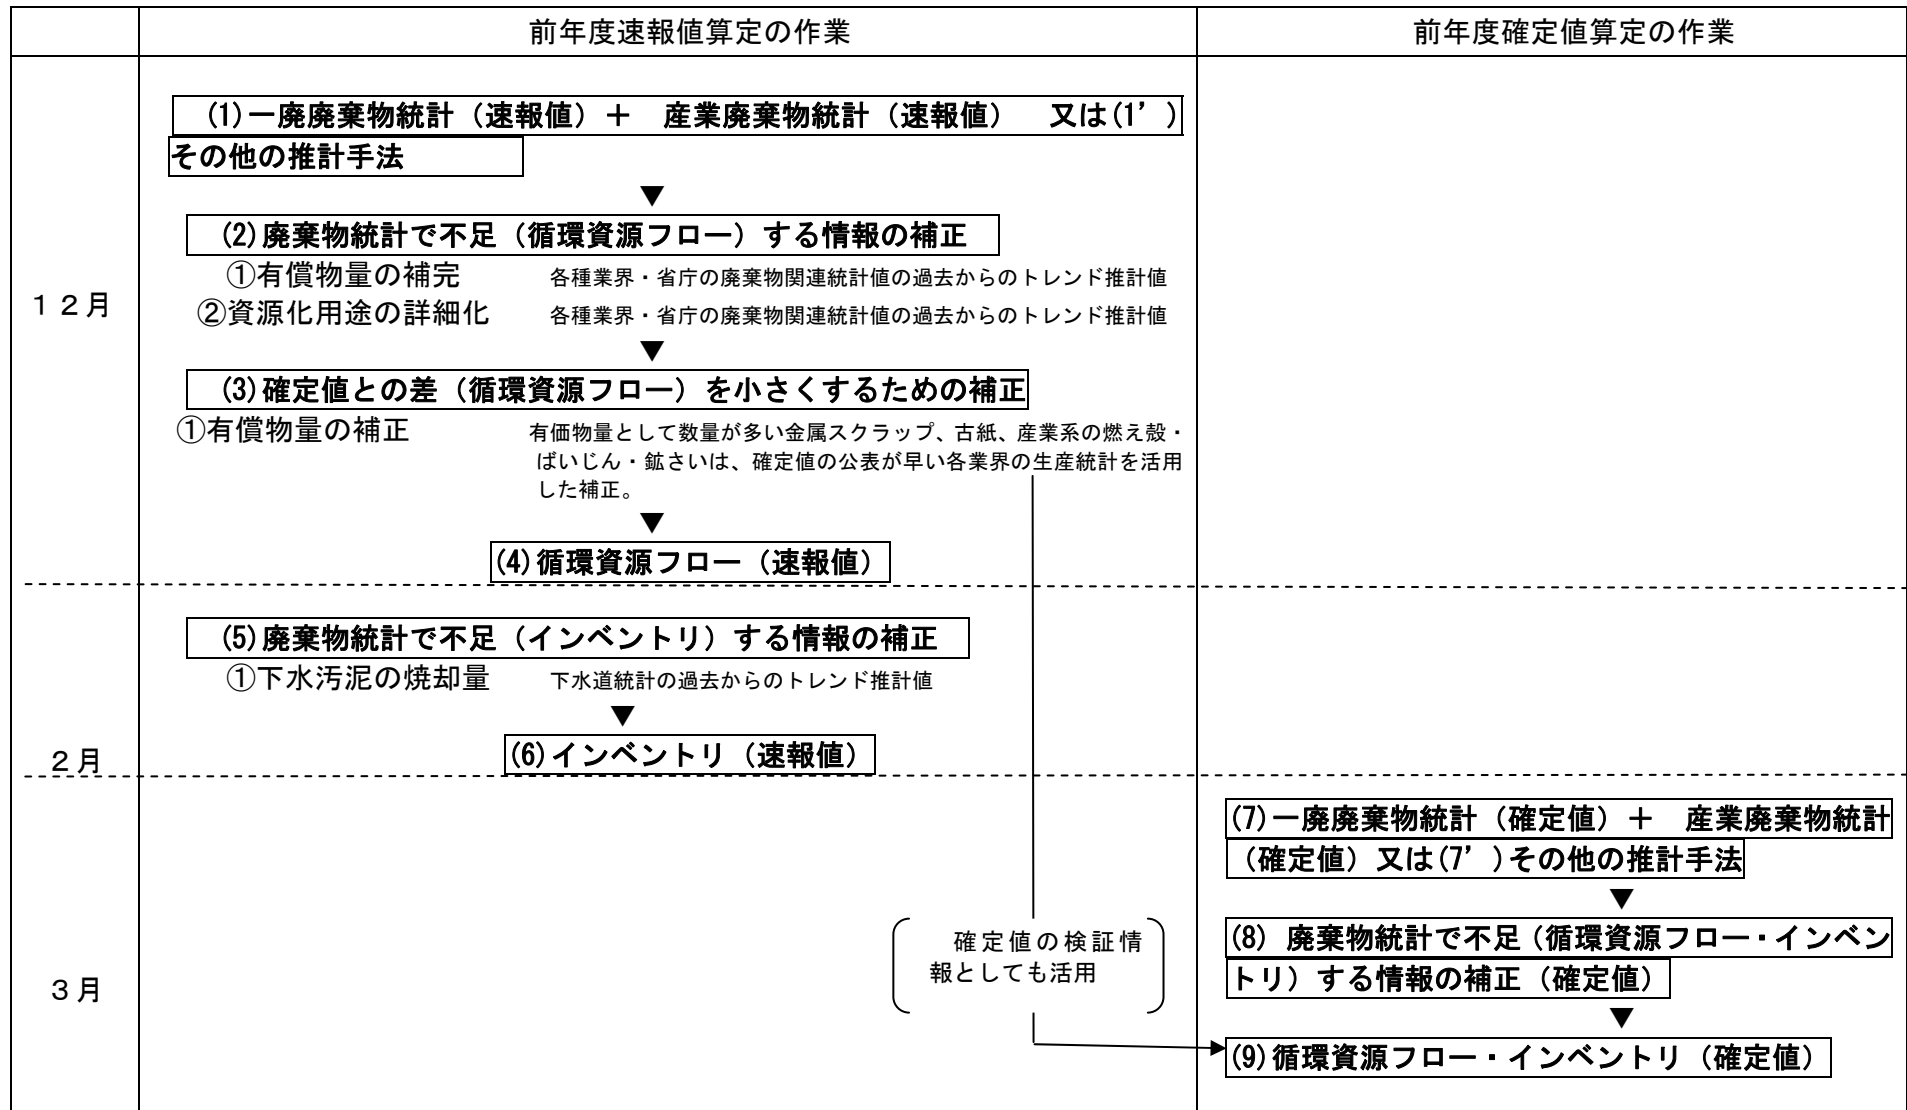 前年度速報値算定の作業
前年度確定値算定の作業
１２月
(1)一廃廃棄物統計（速報値）＋　産業廃棄物統計（速報値）　又は(1’)
その他の推計手法
▼
(2)廃棄物統計で不足（循環資源フロー）する情報の補正
①有償物量の補完　各種業界・省庁の廃棄物関連統計値の過去からのトレンド推計値
②資源化用途の詳細化　各種業界・省庁の廃棄物関連統計値の過去からのトレンド推計値
▼
(3)確定値との差（循環資源フロー）を小さくするための補正
①有償物量の補正　有価物量として数量が多い金属スクラップ、古紙、産業系の燃え殻・
ばいじん・鉱さいは、確定値の公表が早い各業界の生産統計を活用
した補正。
▼
(4)循環資源フロー（速報値）
２月
(5)廃棄物統計で不足（インベントリ）する情報の補正
①下水汚泥の焼却量　下水道統計の過去からのトレンド推計値
▼
(6)インベントリ（速報値）
３月
確定値の検証情
報としても活用
(7)一廃廃棄物統計（確定値）＋　産業廃棄物統計
（確定値）又は(7’)その他の推計手法
▼
(8) 廃棄物統計で不足（循環資源フロー・インベン
トリ）する情報の補正（確定値）
▼
(9)循環資源フロー・インベントリ（確定値）